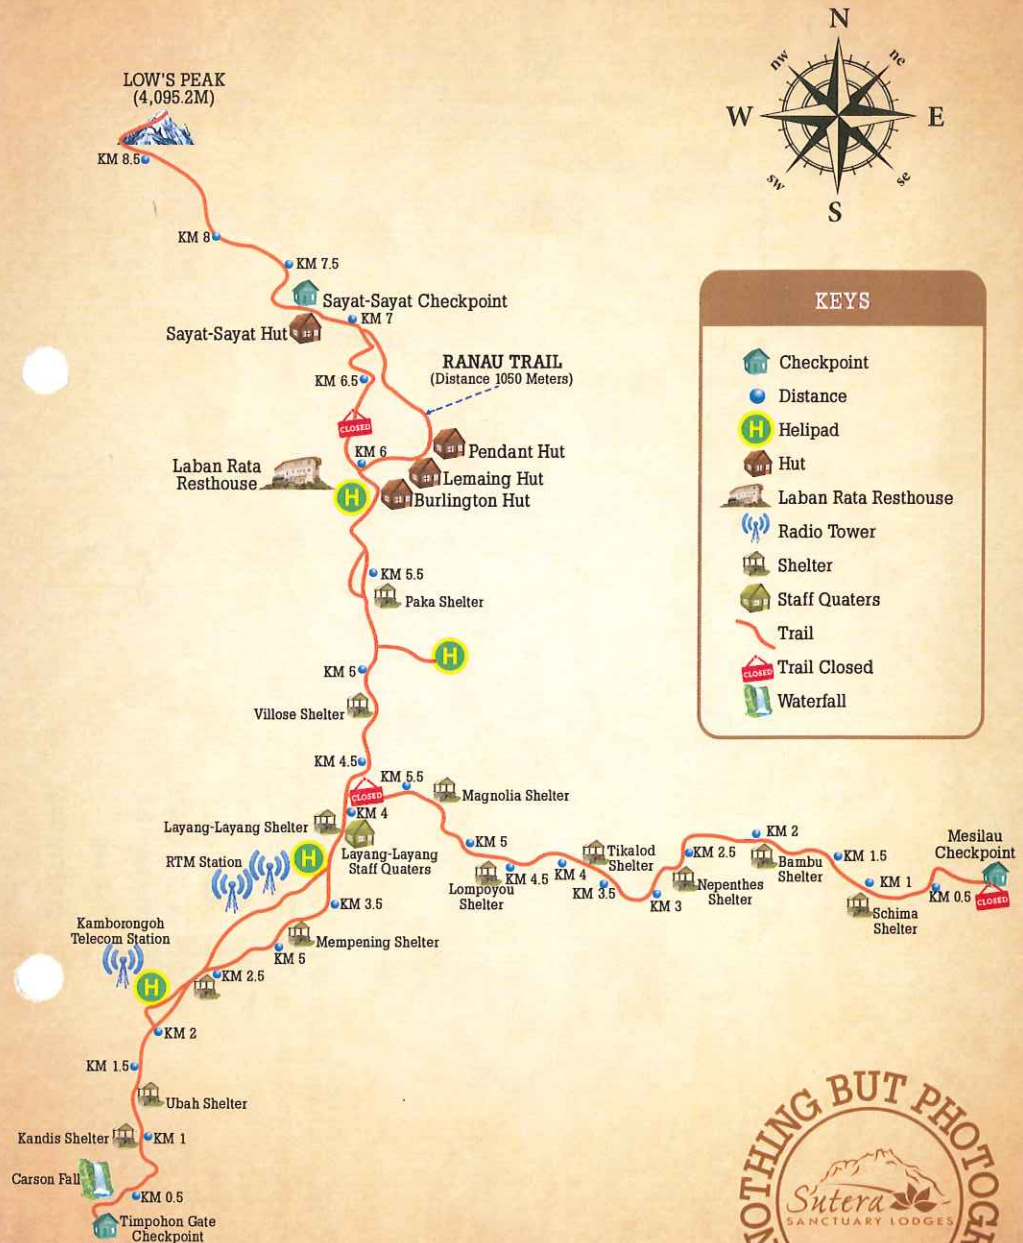 N
nw
ne
W
E
sw
se
S
LOW'S PEAK
(4,095.2M)
KM 8.5
KM 8
KM 7.5
Sayat-Sayat Checkpoint
KM 7
Sayat-Sayat Hut
RANAU TRAIL
(Distance 1050 Meters)
KM 6.5
CLOSED
KM 6
Pendant Hut
Laban Rata
Resthouse
Lemaing Hut
H
Burlington Hut
KM 5.5
Paka Shelter
H
KM 5
Villose Shelter
KM 4.5
KM 5.5
CLOSED
Magnolia Shelter
KM 4
Layang-Layang Shelter
Layang-Layang
Staff Quaters
RTM Station
H
KM 5
Lompoyou
Shelter
KM 4.5
KM 4
Tikalod
Shelter
KM 3.5
KM 3
KM 2.5
Nepenthes
Shelter
KM 2
Bambu
Shelter
KM 1.5
KM 1
Schima
Shelter
KM 0.5
Mesilau
Checkpoint
CLOSED
KM 3.5
Mempening Shelter
KM 5
Kamborongoh
Telecom Station
H
KM 2.5
KM 2
KM 1.5
Ubah Shelter
Kandis Shelter
KM 1
Carson Fall
KM 0.5
Timpohon Gate
Checkpoint
KEYS
Checkpoint
Distance
H
Helipad
Hut
Laban Rata Resthouse
Radio Tower
Shelter
Staff Quaters
Trail
CLOSED
Trail Closed
Waterfall
NOTHING BUT PHOTOGR
Sutera
SANCTUARY LODGES